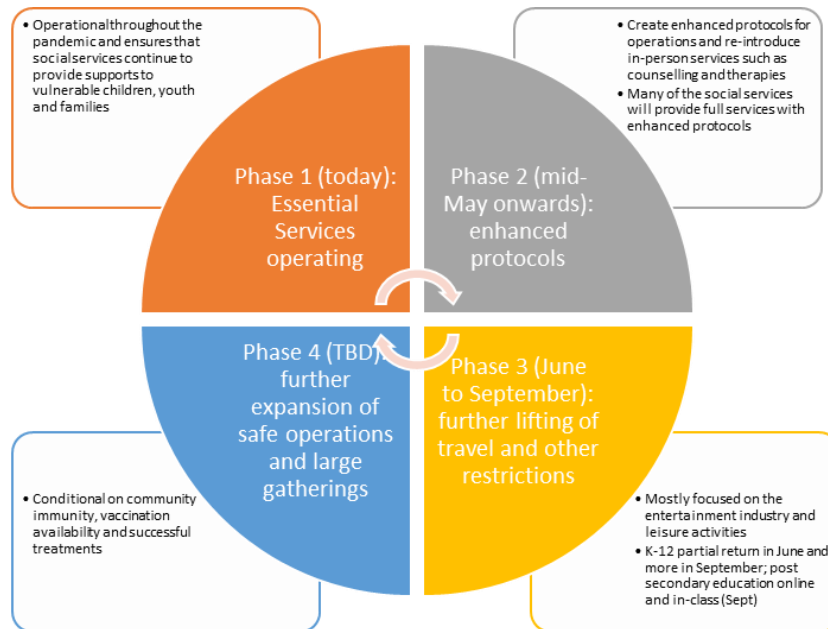 • Operational throughout the
pandemic and ensures that
social services continue to
provide supports to
vulnerable children, youth
and families
• Create enhanced protocols for
operations and re-introduce
in-person services such as
counselling and therapies
• Many of the social services
will provide full services with
enhanced protocols
Phase 1 (today):
Essential
Services
operating
Phase 2 (mid-
May onwards):
enhanced
protocols
Phase 4 (TBD):
further
expansion of
safe operations
and large
gatherings
Phase 3 (June
to September):
further lifting of
travel and other
restrictions
• Conditional on community
immunity, vaccination
availability and successful
treatments
• Mostly focused on the
entertainment industry and
leisure activities
• K-12 partial return in June and
more in September; post
secondary education online
and in-class (Sept)